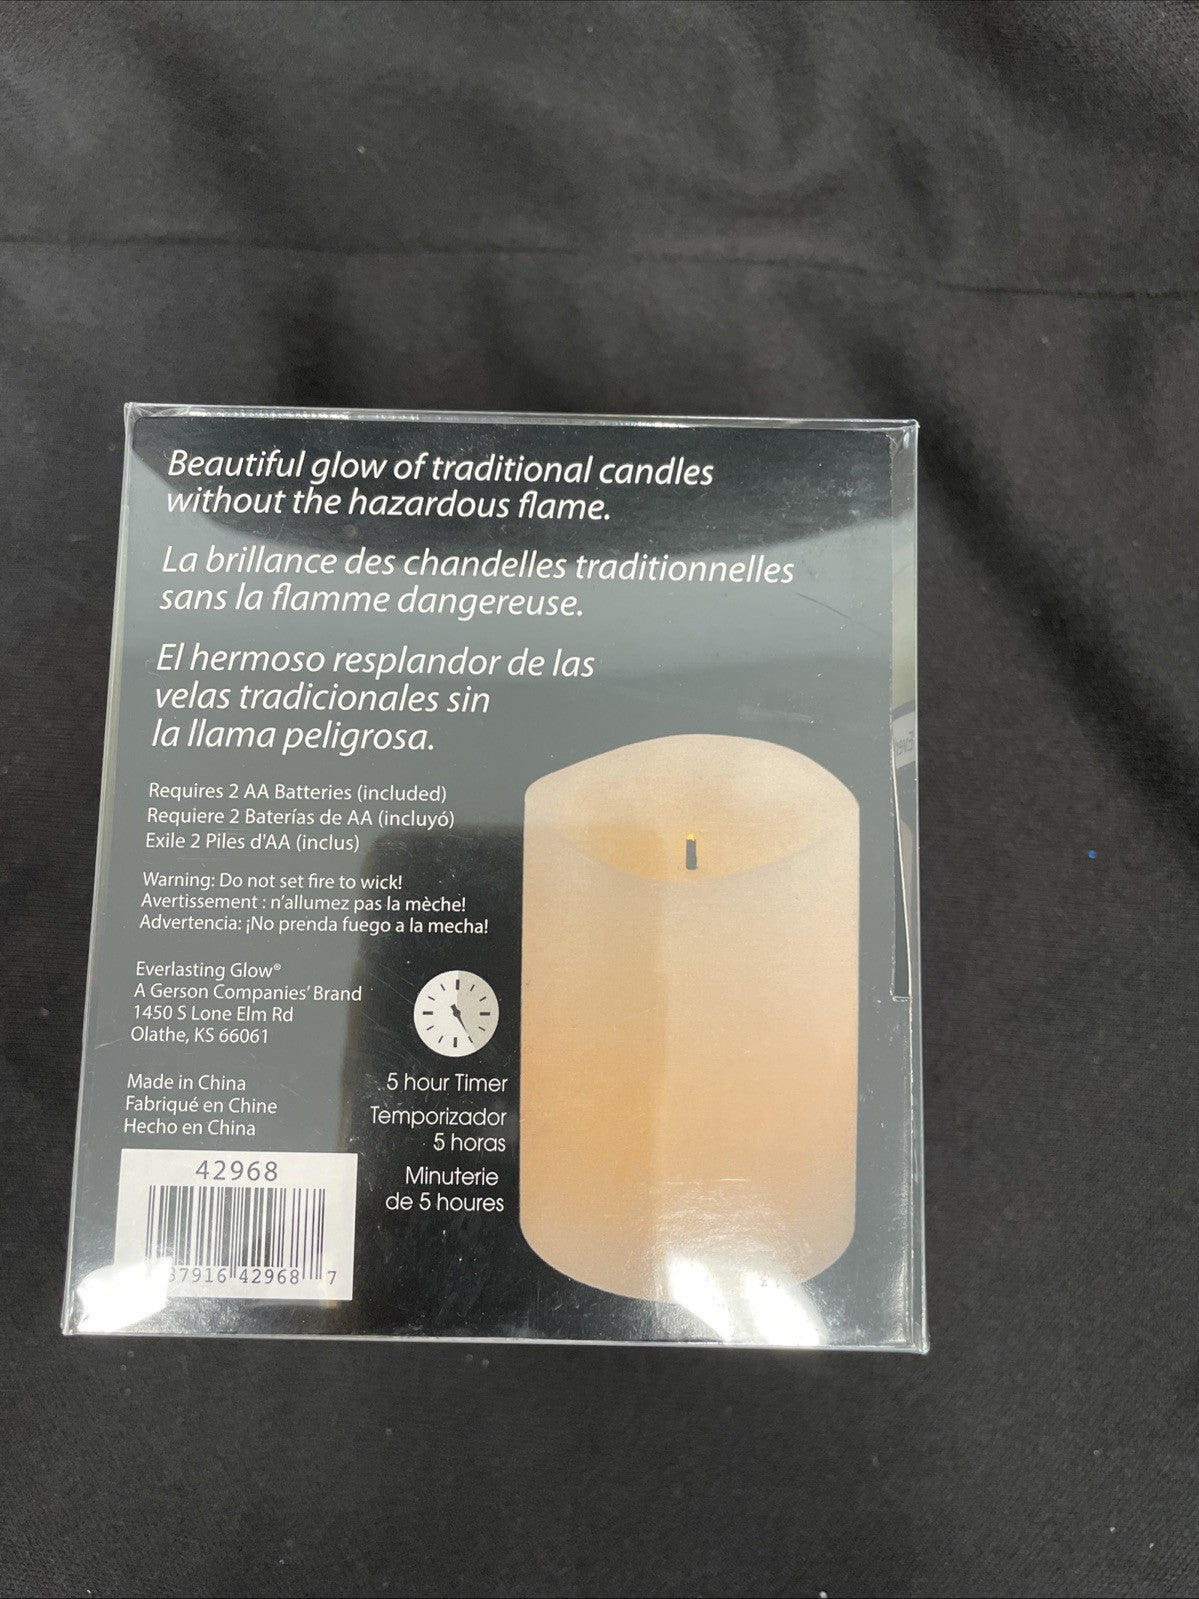 Beautiful glow of traditional candles
without the hazardous flame.
La brillance des chandelles traditionnelles
sans la flamme dangereuse.
El hermoso resplandor de las
velas tradicionales sin
la llama peligrosa.
Requires 2 AA Batteries (included)
Requiere 2 Baterías de AA (incluyó)
Exile 2 Piles d'AA (inclus)
Warning: Do not set fire to wick!
Avertissement : n'allumez pas la mèche!
Advertencia: ¡No prenda fuego a la mecha!
Everlasting Glow®
A Gerson Companies' Brand
1450 S Lone Elm Rd
Olathe, KS 66061
Made in China
Fabriqué en Chine
Hecho en China
5 hour Timer
Temporizador
5 horas
Minuterie
de 5 houres
42968
37916 42968 7